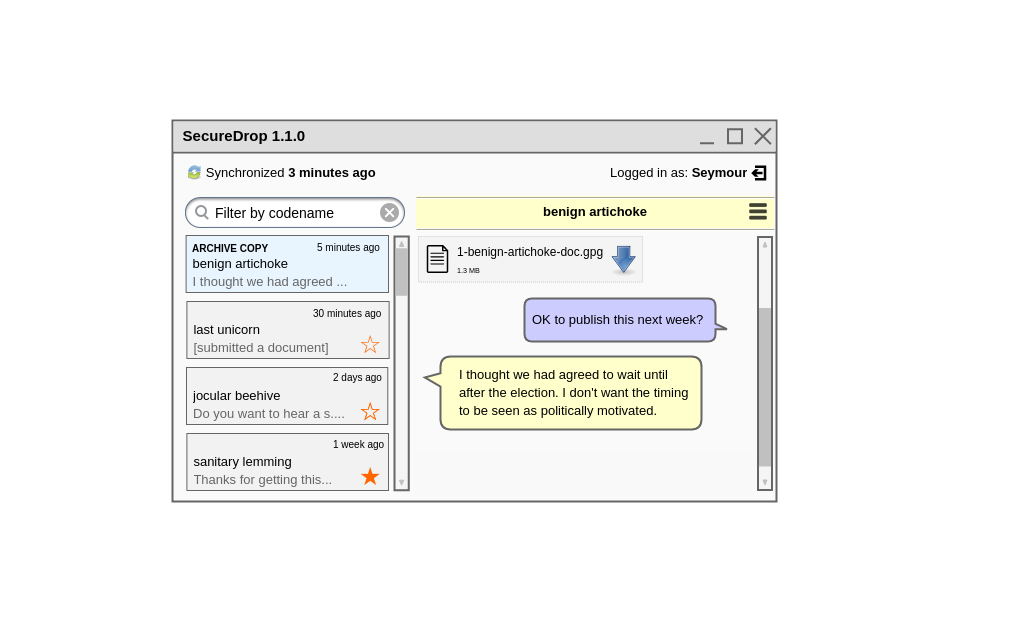 SecureDrop 1.1.0
Synchronized 3 minutes ago
Logged in as: Seymour
Filter by codename
benign artichoke
ARCHIVE COPY 5 minutes ago
benign artichoke
I thought we had agreed ...
30 minutes ago
last unicorn
[submitted a document]
2 days ago
jocular beehive
Do you want to hear a s....
1 week ago
sanitary lemming
Thanks for getting this...
1-benign-artichoke-doc.gpg
1.3 MB
OK to publish this next week?
I thought we had agreed to wait until
after the election. I don't want the timing
to be seen as politically motivated.